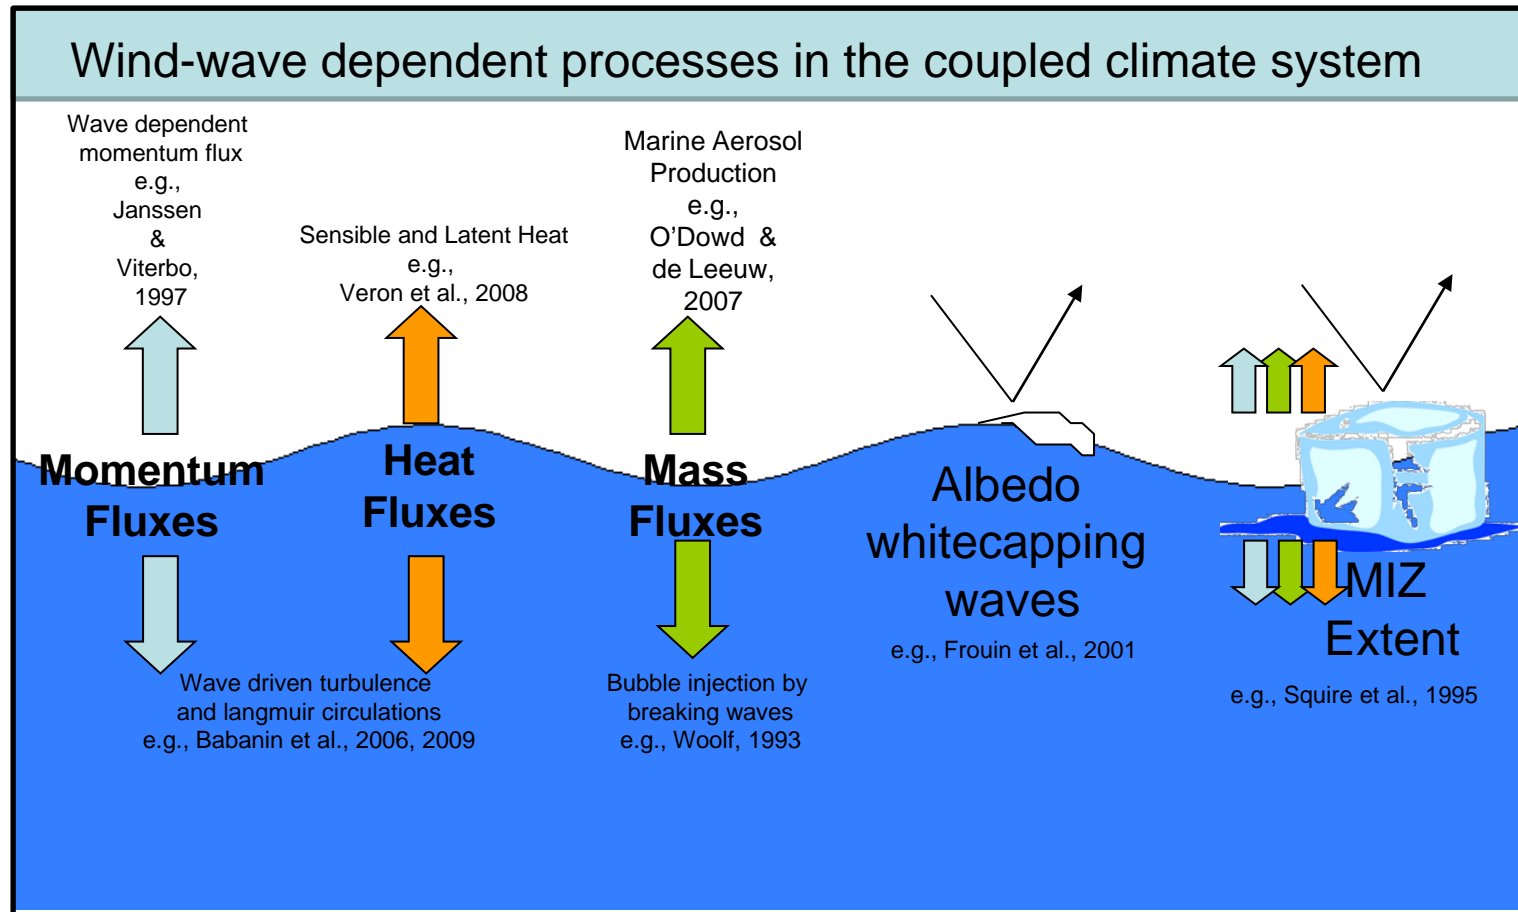 Wind-wave dependent processes in the coupled climate system
Wave dependent
momentum flux
e.g.,
Janssen
&
Viterbo,
1997
Sensible and Latent Heat
e.g.,
Veron et al., 2008
Marine Aerosol
Production
e.g.,
O'Dowd &
de Leeuw,
2007
Momentum
Fluxes
Heat
Fluxes
Mass
Fluxes
Albedo
whitecapping
waves
e.g., Frouin et al., 2001
MIZ
Extent
e.g., Squire et al., 1995
Wave driven turbulence
and langmuir circulations
e.g., Babanin et al., 2006, 2009
Bubble injection by
breaking waves
e.g., Woolf, 1993